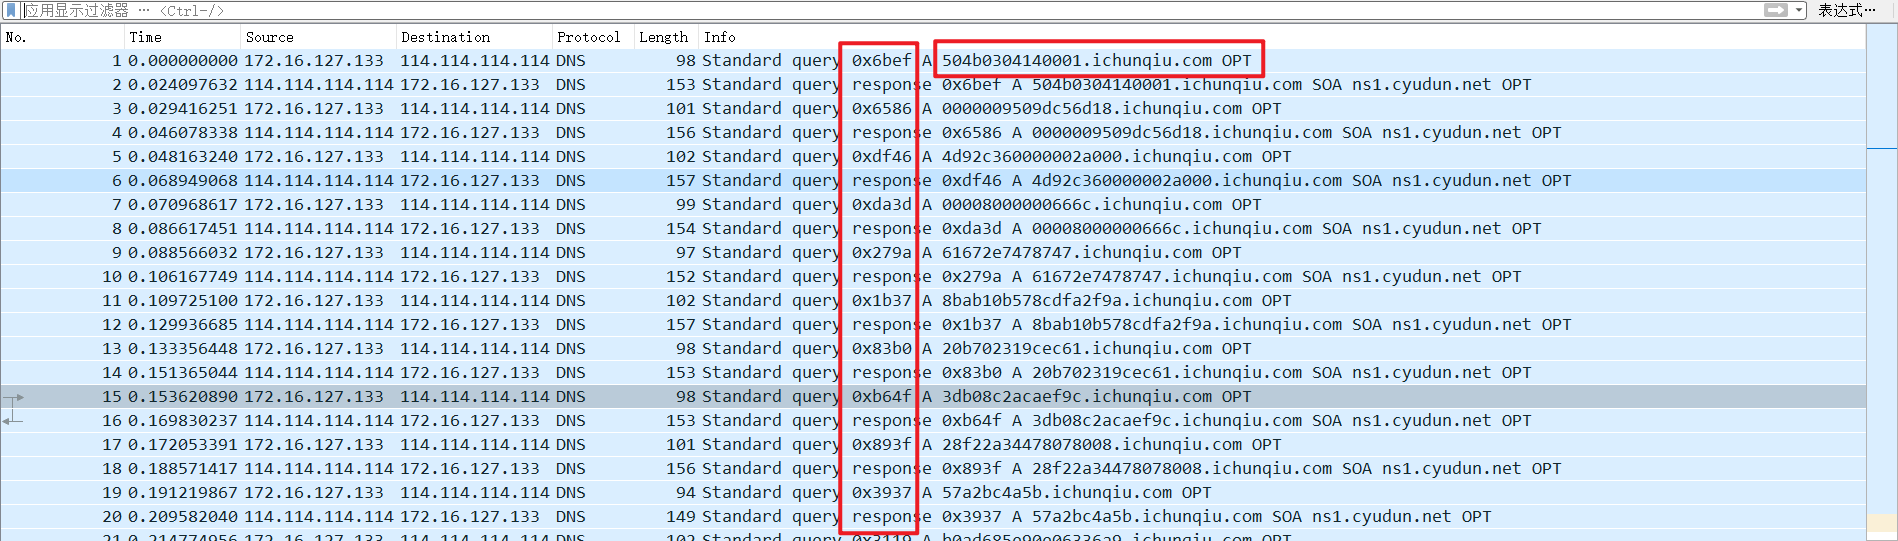 应用显示过滤器 … <Ctrl-/> 表达式…
No. Time Source Destination Protocol Length Info
1 0.000000000 172.16.127.133 114.114.114.114 DNS 98 Standard query 0x6bef A 504b0304140001.ichunqiu.com OPT
2 0.024097632 114.114.114.114 172.16.127.133 DNS 153 Standard query response 0x6bef A 504b0304140001.ichunqiu.com SOA ns1.cyudun.net OPT
3 0.029416251 172.16.127.133 114.114.114.114 DNS 101 Standard query 0x6586 A 0000009509dc56d18.ichunqiu.com OPT
4 0.046078338 114.114.114.114 172.16.127.133 DNS 156 Standard query response 0x6586 A 0000009509dc56d18.ichunqiu.com SOA ns1.cyudun.net OPT
5 0.048163240 172.16.127.133 114.114.114.114 DNS 102 Standard query 0xdf46 A 4d92c360000002a000.ichunqiu.com OPT
6 0.068949068 114.114.114.114 172.16.127.133 DNS 157 Standard query response 0xdf46 A 4d92c360000002a000.ichunqiu.com SOA ns1.cyudun.net OPT
7 0.070968617 172.16.127.133 114.114.114.114 DNS 99 Standard query 0xda3d A 00008000000666c.ichunqiu.com OPT
8 0.086617451 114.114.114.114 172.16.127.133 DNS 154 Standard query response 0xda3d A 00008000000666c.ichunqiu.com SOA ns1.cyudun.net OPT
9 0.088566032 172.16.127.133 114.114.114.114 DNS 97 Standard query 0x279a A 61672e7478747.ichunqiu.com OPT
10 0.106167749 114.114.114.114 172.16.127.133 DNS 152 Standard query response 0x279a A 61672e7478747.ichunqiu.com SOA ns1.cyudun.net OPT
11 0.109725100 172.16.127.133 114.114.114.114 DNS 102 Standard query 0x1b37 A 8bab10b578cdfa2f9a.ichunqiu.com OPT
12 0.129936685 114.114.114.114 172.16.127.133 DNS 157 Standard query response 0x1b37 A 8bab10b578cdfa2f9a.ichunqiu.com SOA ns1.cyudun.net OPT
13 0.133356448 172.16.127.133 114.114.114.114 DNS 98 Standard query 0x83b0 A 20b702319cec61.ichunqiu.com OPT
14 0.151365044 114.114.114.114 172.16.127.133 DNS 153 Standard query response 0x83b0 A 20b702319cec61.ichunqiu.com SOA ns1.cyudun.net OPT
15 0.153620890 172.16.127.133 114.114.114.114 DNS 98 Standard query 0xb64f A 3db08c2acaef9c.ichunqiu.com OPT
16 0.169830237 114.114.114.114 172.16.127.133 DNS 153 Standard query response 0xb64f A 3db08c2acaef9c.ichunqiu.com SOA ns1.cyudun.net OPT
17 0.172053391 172.16.127.133 114.114.114.114 DNS 101 Standard query 0x893f A 28f22a34478078008.ichunqiu.com OPT
18 0.188571417 114.114.114.114 172.16.127.133 DNS 156 Standard query response 0x893f A 28f22a34478078008.ichunqiu.com SOA ns1.cyudun.net OPT
19 0.191219867 172.16.127.133 114.114.114.114 DNS 94 Standard query 0x3937 A 57a2bc4a5b.ichunqiu.com OPT
20 0.209582040 114.114.114.114 172.16.127.133 DNS 149 Standard query response 0x3937 A 57a2bc4a5b.ichunqiu.com SOA ns1.cyudun.net OPT
21 0.214774956 172.16.127.133 114.114.114.114 DNS 102 Standard query